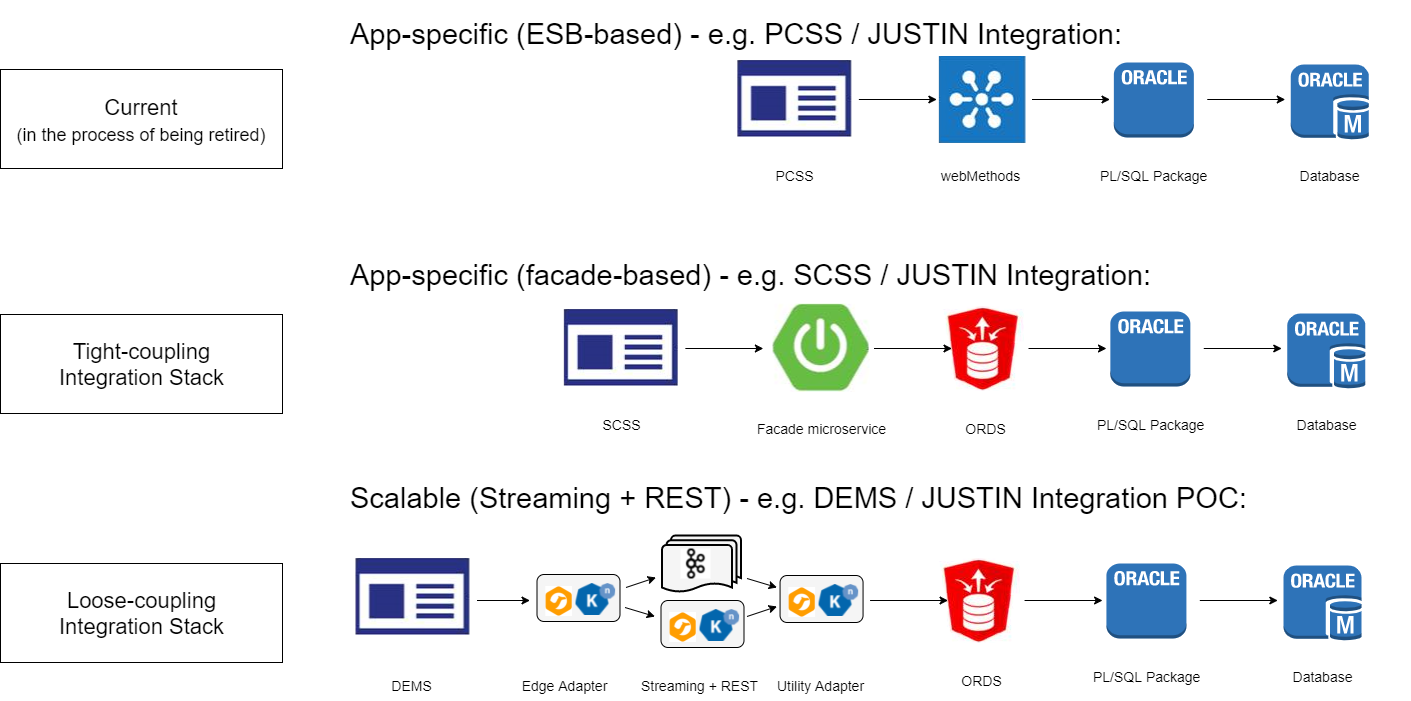 App-specific (ESB-based) - e.g. PCSS / JUSTIN Integration:
Current
(in the process of being retired)
ORACLE
ORACLE
M
PCSS
webMethods
PL/SQL Package
Database
App-specific (facade-based) - e.g. SCSS / JUSTIN Integration:
Tight-coupling
Integration Stack
ORACLE
ORACLE
M
SCSS
Facade microservice
ORDS
PL/SQL Package
Database
Scalable (Streaming + REST) - e.g. DEMS / JUSTIN Integration POC:
Loose-coupling
Integration Stack
K n
K n
K n
ORACLE
ORACLE
M
DEMS
Edge Adapter
Streaming + REST
Utility Adapter
ORDS
PL/SQL Package
Database